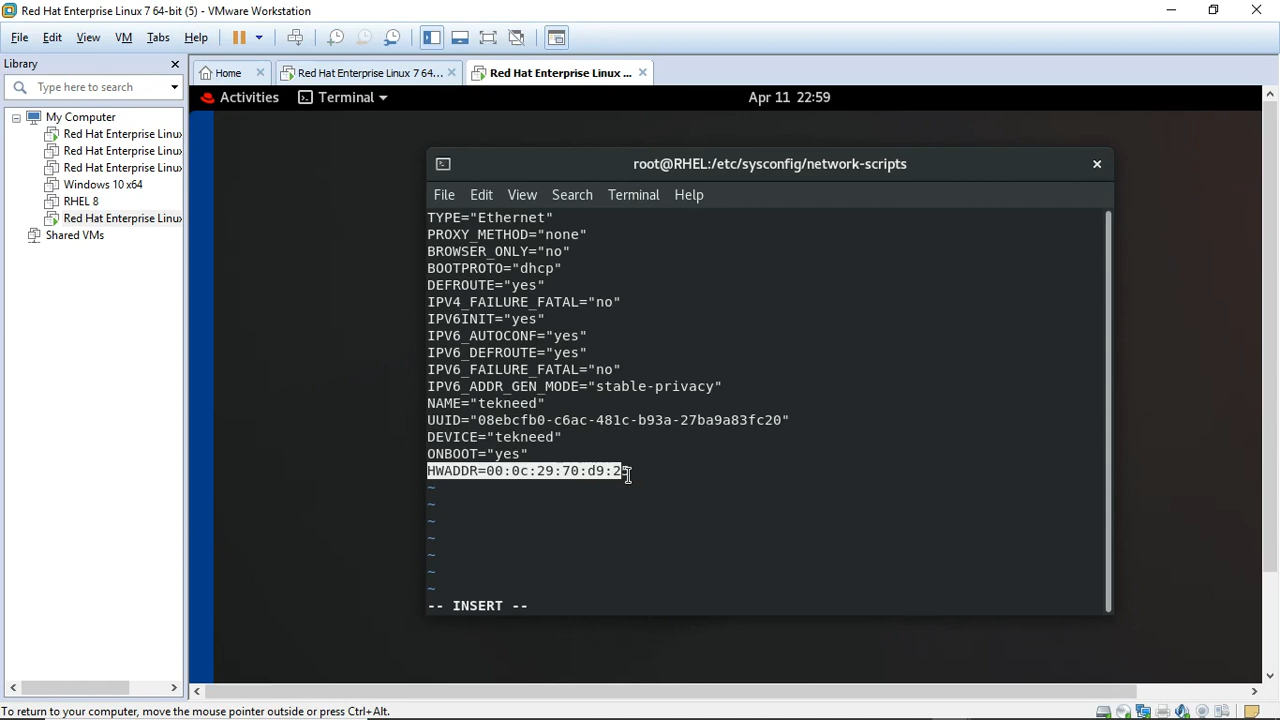 Red Hat Enterprise Linux 7 64-bit (5) - VMware Workstation
File Edit View VM Tabs Help
Library
Type here to search
Home
Red Hat Enterprise Linux 7 64...
Red Hat Enterprise Linux ...
My Computer
Red Hat Enterprise Linux
Red Hat Enterprise Linux
Red Hat Enterprise Linux
Windows 10 x64
RHEL 8
Red Hat Enterprise Linux
Shared VMs
Activities Terminal Apr 11 22:59
root@RHEL:/etc/sysconfig/network-scripts
File Edit View Search Terminal Help
TYPE="Ethernet"
PROXY_METHOD="none"
BROWSER_ONLY="no"
BOOTPROTO="dhcp"
DEFROUTE="yes"
IPV4_FAILURE_FATAL="no"
IPV6INIT="yes"
IPV6_AUTOCONF="yes"
IPV6_DEFROUTE="yes"
IPV6_FAILURE_FATAL="no"
IPV6_ADDR_GEN_MODE="stable-privacy"
NAME="tekneed"
UUID="08ebcfb0-c6ac-481c-b93a-27ba9a83fc20"
DEVICE="tekneed"
ONBOOT="yes"
HWADDR=00:0c:29:70:d9:2
~
~
~
~
~
~
~
-- INSERT --
To return to your computer, move the mouse pointer outside or press Ctrl+Alt.